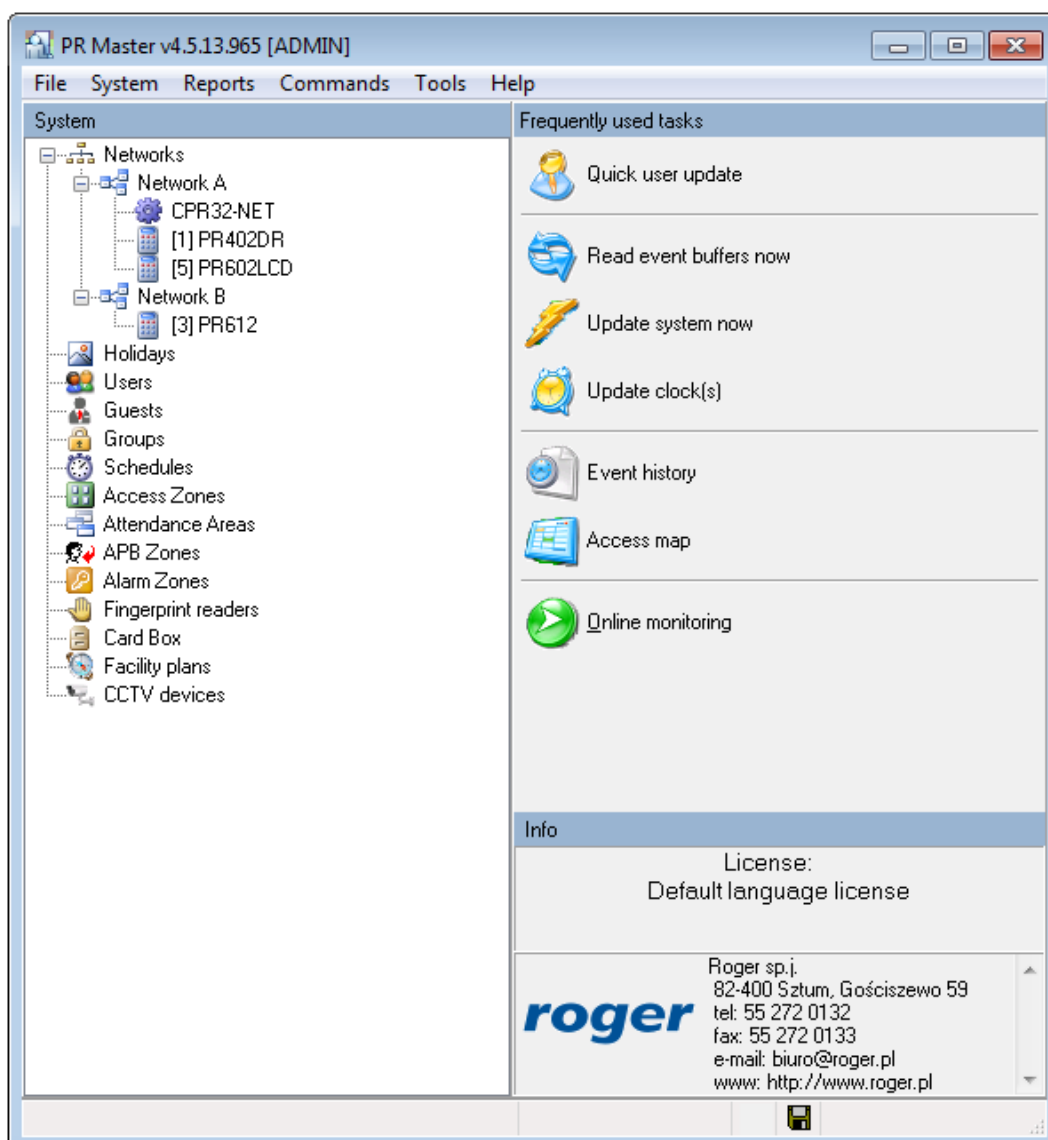 PR Master v4.5.13.965 [ADMIN]
File System Reports Commands Tools Help
System
Networks
Network A
CPR32-NET
[1] PR402DR
[5] PR602LCD
Network B
[3] PR612
Holidays
Users
Guests
Groups
Schedules
Access Zones
Attendance Areas
APB Zones
Alarm Zones
Fingerprint readers
Card Box
Facility plans
CCTV devices
Frequently used tasks
Quick user update
Read event buffers now
Update system now
Update clock(s)
Event history
Access map
Online monitoring
Info
License:
Default language license
roger
Roger sp.j.
82-400 Sztum, Gościszewo 59
tel: 55 272 0132
fax: 55 272 0133
e-mail: biuro@roger.pl
www: http://www.roger.pl